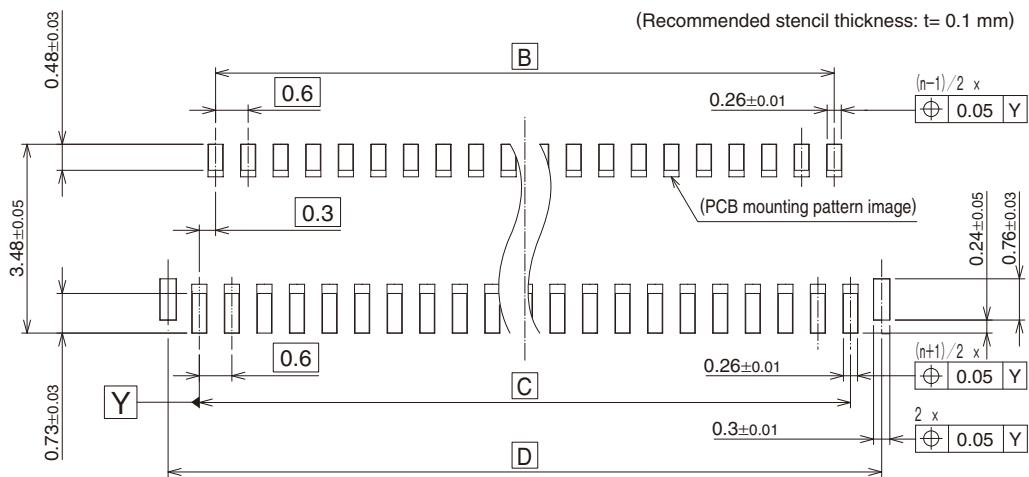 (Recommended stencil thickness: t= 0.1 mm)
0.48±0.03
B
0.6
0.26±0.01
(n−1)/2 x
⌖ 0.05 Y
3.48±0.05
0.3
(PCB mounting pattern image)
0.24±0.05
0.76±0.03
0.73±0.03
0.6
0.26±0.01
(n+1)/2 x
⌖ 0.05 Y
Y
C
0.3±0.01
2 x
⌖ 0.05 Y
D